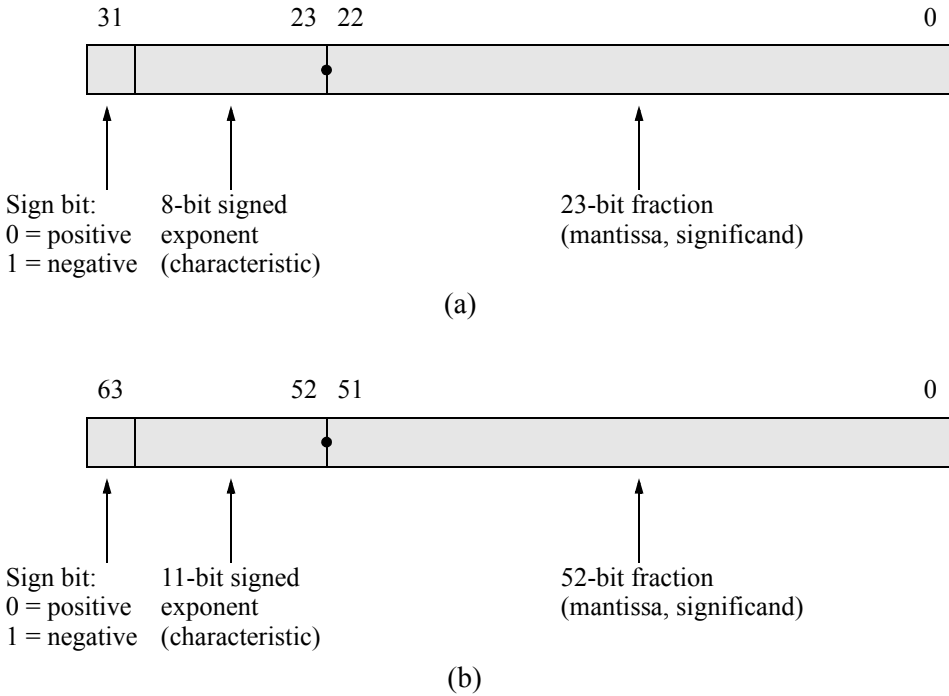 31 23 22 0
Sign bit: 8-bit signed 23-bit fraction
0 = positive exponent (mantissa, significand)
1 = negative (characteristic)
(a)
63 52 51 0
Sign bit: 11-bit signed 52-bit fraction
0 = positive exponent (mantissa, significand)
1 = negative (characteristic)
(b)